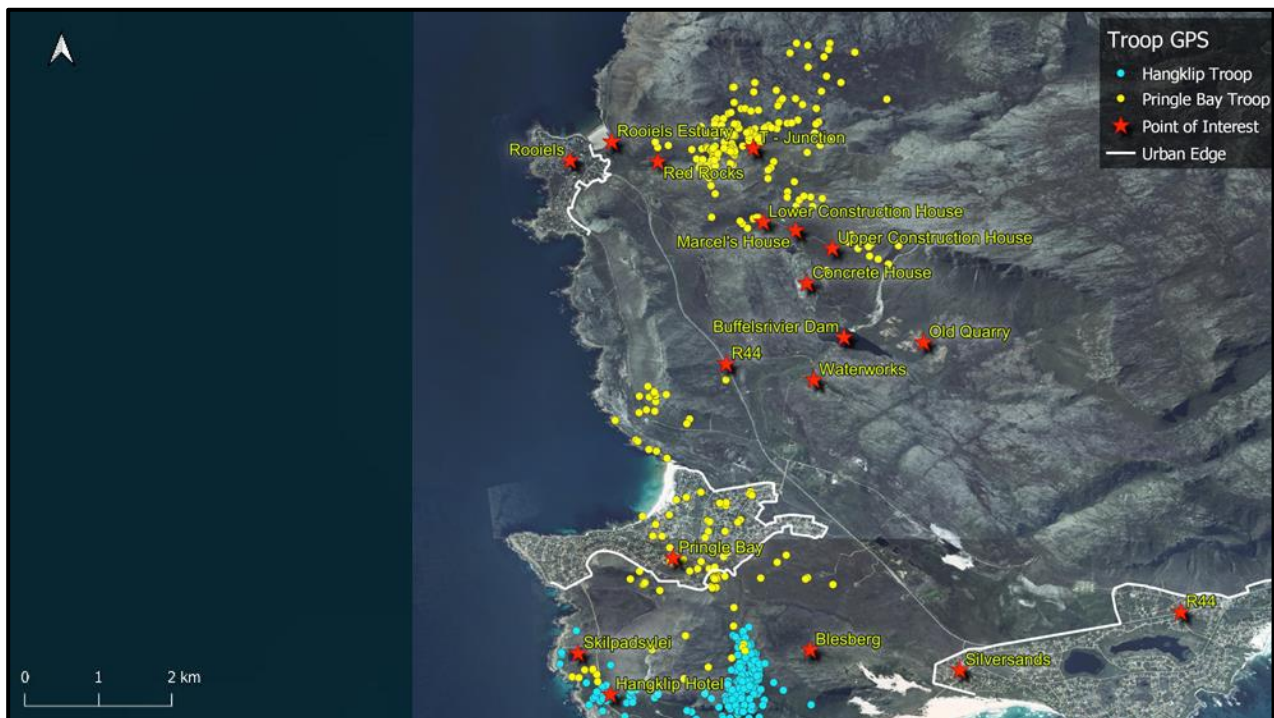 Troop GPS
Hangklip Troop
Pringle Bay Troop
Point of Interest
Urban Edge
Rooiels Estuary
T - Junction
Rooiels
Red Rocks
Lower Construction House
Marcel's House
Upper Construction House
Concrete House
Buffelsrivier Dam
Old Quarry
R44
Waterworks
Pringle Bay
R44
Skilpadsvlei
Blesberg
Silversands
Hangklip Hotel
0 1 2 km